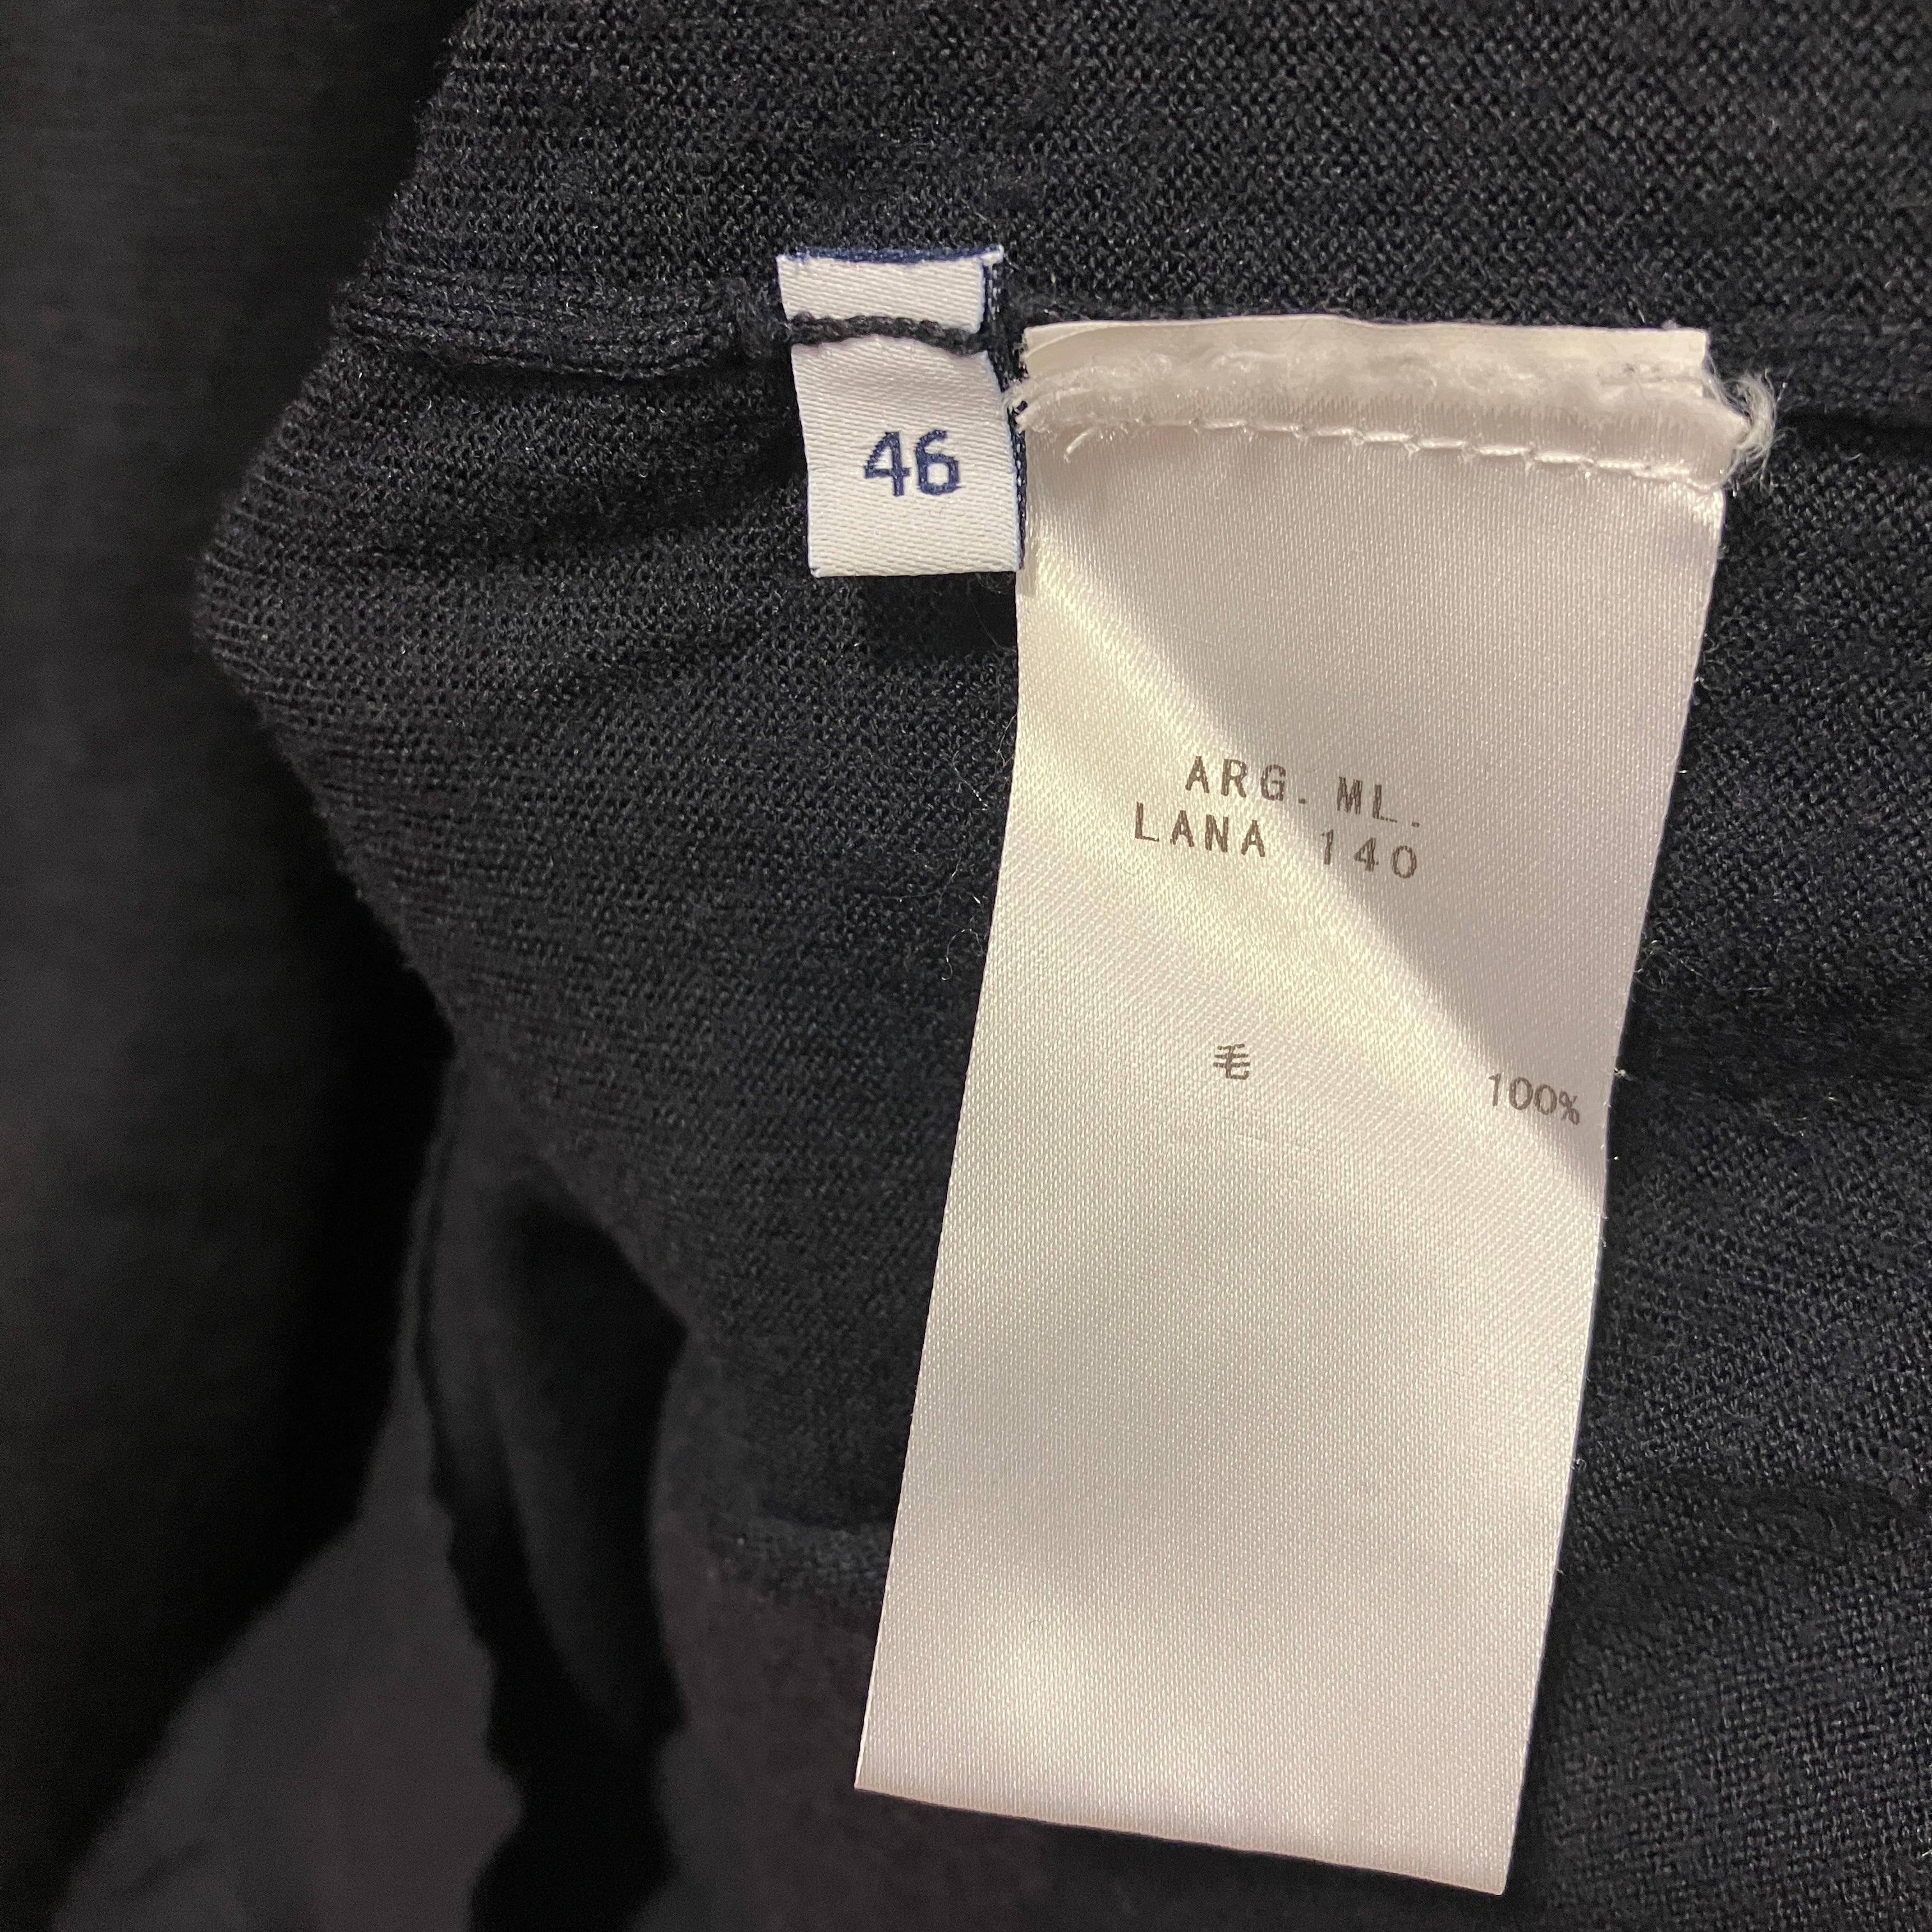 46
ARG. ML.
LANA 140
毛 100%